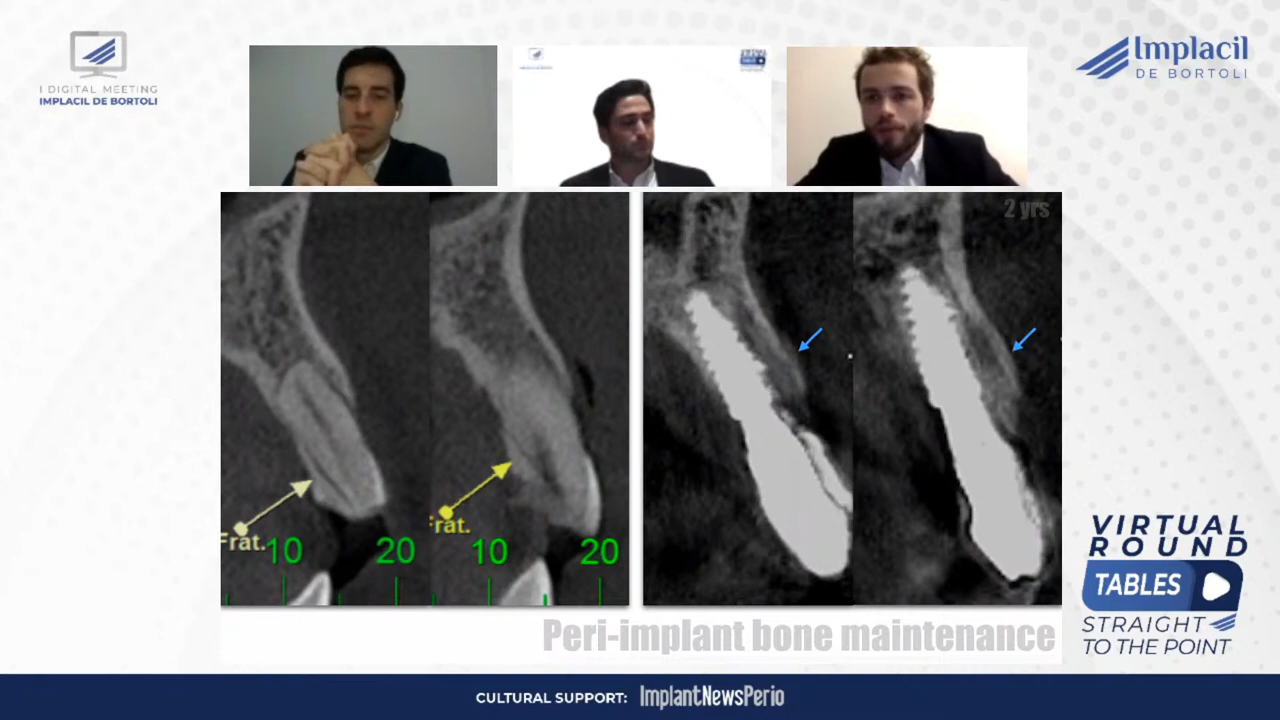 I DIGITAL MEETING
IMPLACIL DE BORTOLI
Implacil
DE BORTOLI
2 yrs
Frat.
10
20
Frat.
10
20
Peri-implant bone maintenance
VIRTUAL
ROUND
TABLES
STRAIGHT
TO THE POINT
CULTURAL SUPPORT: ImplantNewsPerio